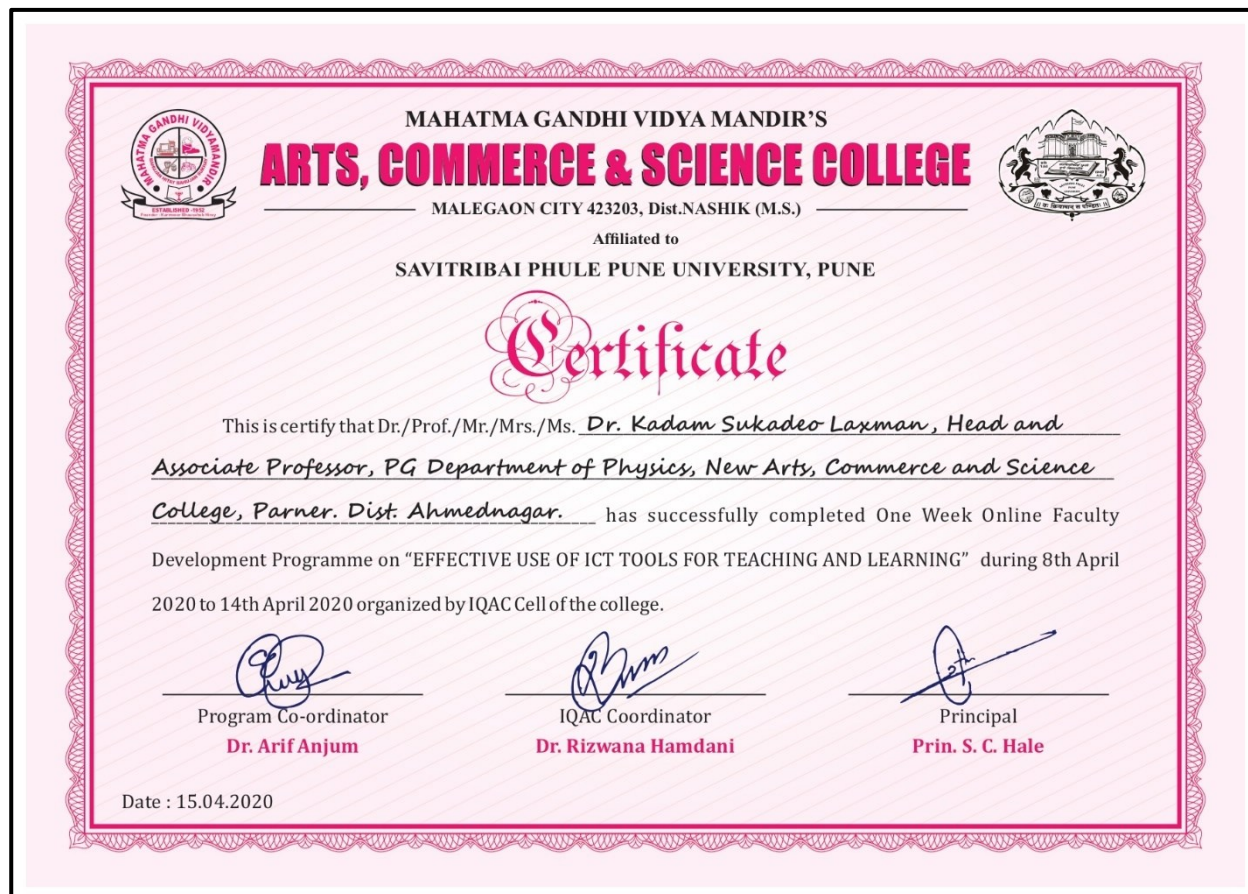 MAHATMA GANDHI VIDYA MANDIR'S
ARTS, COMMERCE & SCIENCE COLLEGE
MALEGAON CITY 423203, Dist.NASHIK (M.S.)
Affiliated to
SAVITRIBAI PHULE PUNE UNIVERSITY, PUNE
MAHATMA GANDHI VIDYAMANDIR
ESTABLISHED -1952
Certificate
This is certify that Dr./Prof./Mr./Mrs./Ms. Dr. Kadam Sukadeo Laxman, Head and
Associate Professor, PG Department of Physics, New Arts, Commerce and Science
College, Parner. Dist. Ahmednagar. has successfully completed One Week Online Faculty
Development Programme on "EFFECTIVE USE OF ICT TOOLS FOR TEACHING AND LEARNING" during 8th April
2020 to 14th April 2020 organized by IQAC Cell of the college.
Program Co-ordinator
Dr. Arif Anjum
IQAC Coordinator
Dr. Rizwana Hamdani
Principal
Prin. S. C. Hale
Date : 15.04.2020